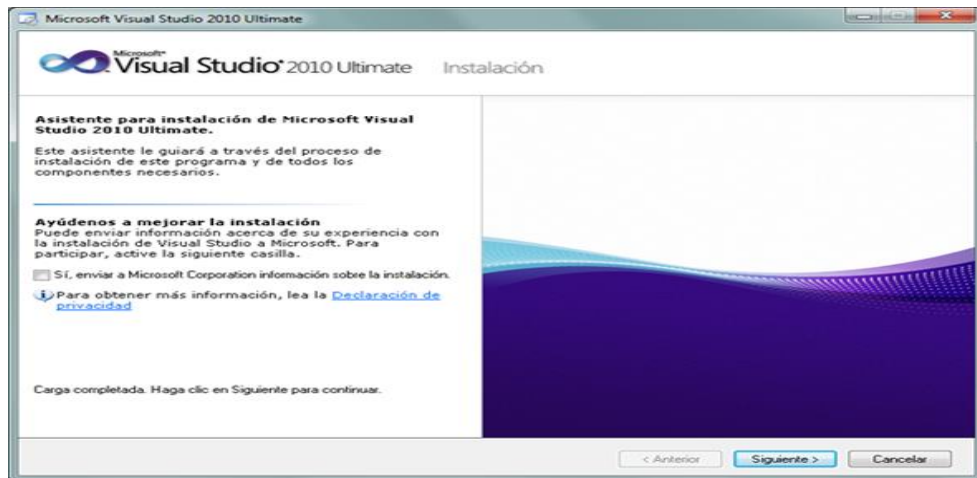 Microsoft Visual Studio 2010 Ultimate
Microsoft®
Visual Studio® 2010 Ultimate Instalación
Asistente para instalación de Microsoft Visual
Studio 2010 Ultimate.
Este asistente le guiará a través del proceso de
instalación de este programa y de todos los
componentes necesarios.
Ayúdenos a mejorar la instalación
Puede enviar información acerca de su experiencia con
la instalación de Visual Studio a Microsoft. Para
participar, active la siguiente casilla.
Sí, enviar a Microsoft Corporation información sobre la instalación.
Para obtener más información, lea la Declaración de
privacidad
Carga completada. Haga clic en Siguiente para continuar.
< Anterior Siguiente > Cancelar